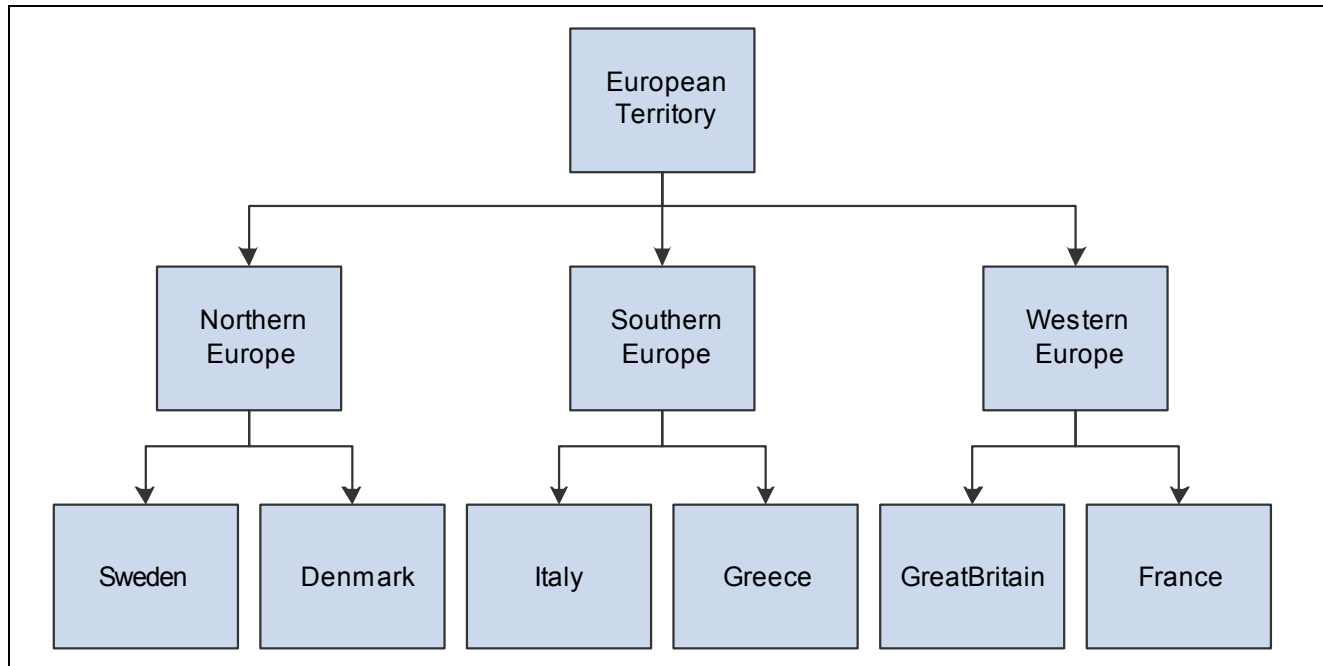 European
Territory
Northern
Europe
Southern
Europe
Western
Europe
Sweden
Denmark
Italy
Greece
GreatBritain
France